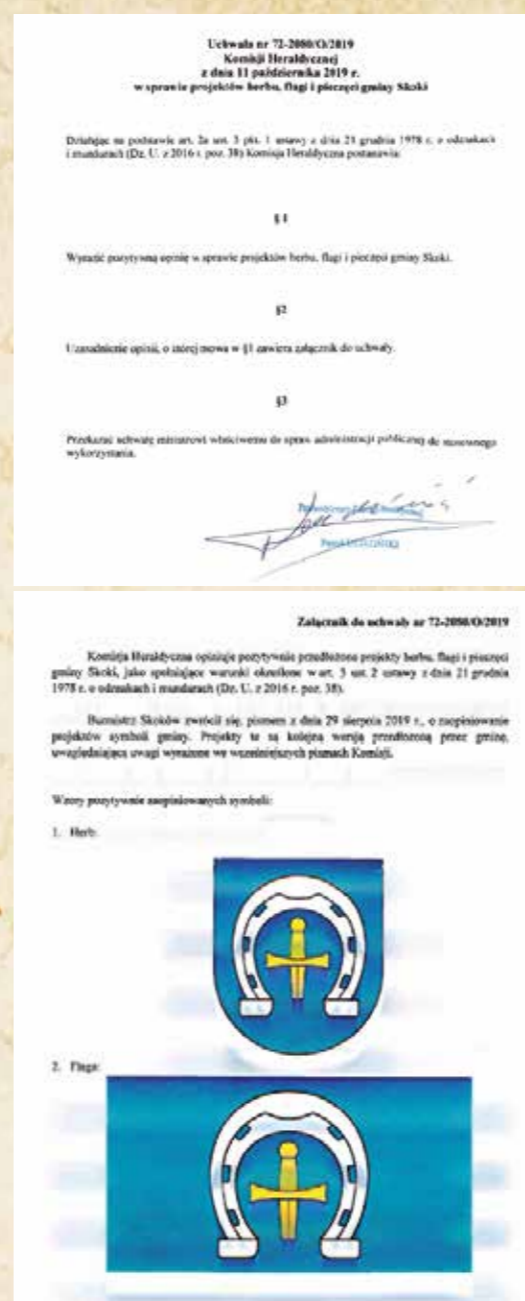 Uchwała nr 72-2080/O/2019
Komisji Heraldycznej
z dnia 11 października 2019 r.
w sprawie projektów herbu, flagi i pieczęci gminy Skoki
Działając na podstawie art. 2a ust. 3 pkt. 1 ustawy z dnia 21 grudnia 1978 r. o odznakach
i mundurach (Dz. U. z 2016 r. poz. 38) Komisja Heraldyczna postanawia:
§1
Wyrazić pozytywną opinię w sprawie projektów herbu, flagi i pieczęci gminy Skoki.
§2
Uzasadnienie opinii, o której mowa w §1 zawiera załącznik do uchwały.
§3
Przekazać uchwałę ministrowi właściwemu do spraw administracji publicznej do stosownego
wykorzystania.
Załącznik do uchwały nr 72-2080/O/2019
Komisja Heraldyczna opiniuje pozytywnie przedłożone projekty herbu, flagi i pieczęci
gminy Skoki, jako spełniające warunki określone w art. 3 ust. 2 ustawy z dnia 21 grudnia
1978 r. o odznakach i mundurach (Dz. U. z 2016 r. poz. 38).
Burmistrz Skoków zwrócił się, pismem z dnia 29 sierpnia 2019 r., o zaopiniowanie
projektów symboli gminy. Projekty te są kolejną wersją przedłożoną przez gminę,
uwzględniającą uwagi wyrażone we wcześniejszych pismach Komisji.
Wzory pozytywnie zaopiniowanych symboli:
1. Herb:
2. Flaga: